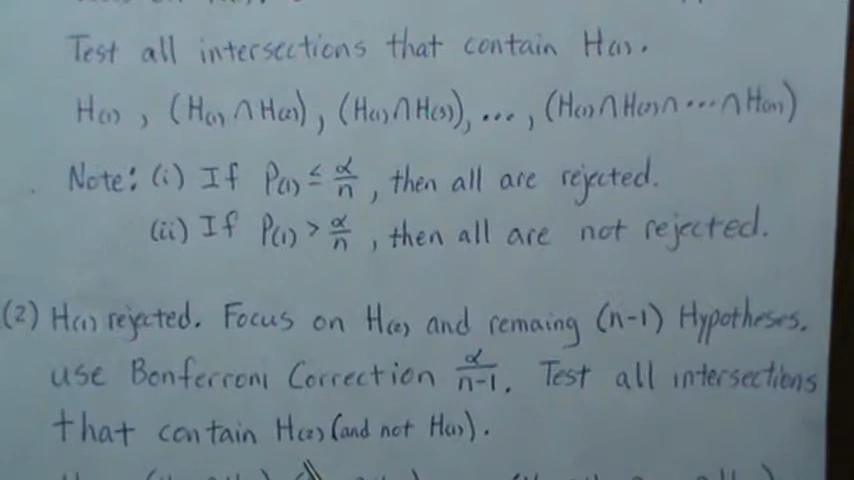 Test all intersections that contain H(1).
H(1), (H(1) ∩ H(2)), (H(1) ∩ H(3)), ..., (H(1) ∩ H(2) ∩ ... ∩ H(n))
Note: (i) If P(1) ≤ α/n, then all are rejected.
(ii) If P(1) > α/n, then all are not rejected.
(2) H(1) rejected. Focus on H(2) and remaing (n-1) Hypotheses.
use Bonferroni Correction α/n-1. Test all intersections
that contain H(2) (and not H(1)).